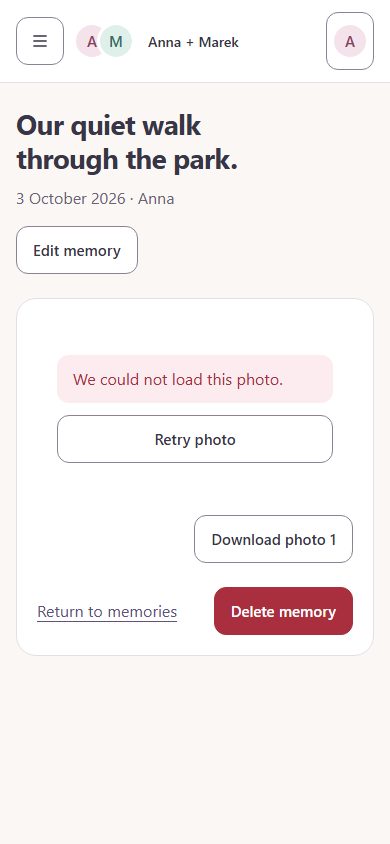 A M Anna + Marek A
Our quiet walk
through the park.
3 October 2026 · Anna
Edit memory
We could not load this photo.
Retry photo
Download photo 1
Return to memories Delete memory